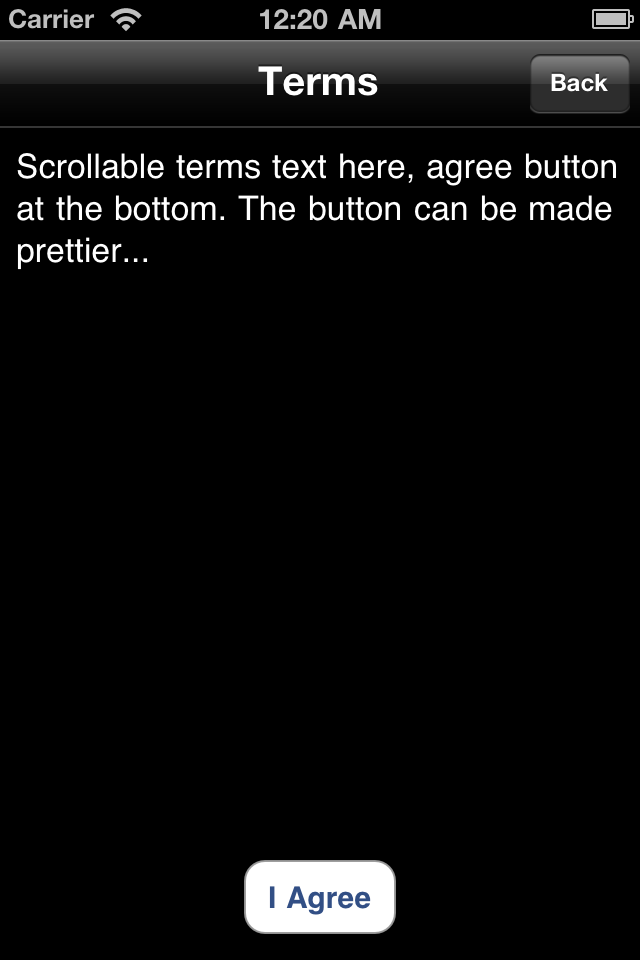 Carrier 12:20 AM
Terms Back
Scrollable terms text here, agree button
at the bottom. The button can be made
prettier...
I Agree